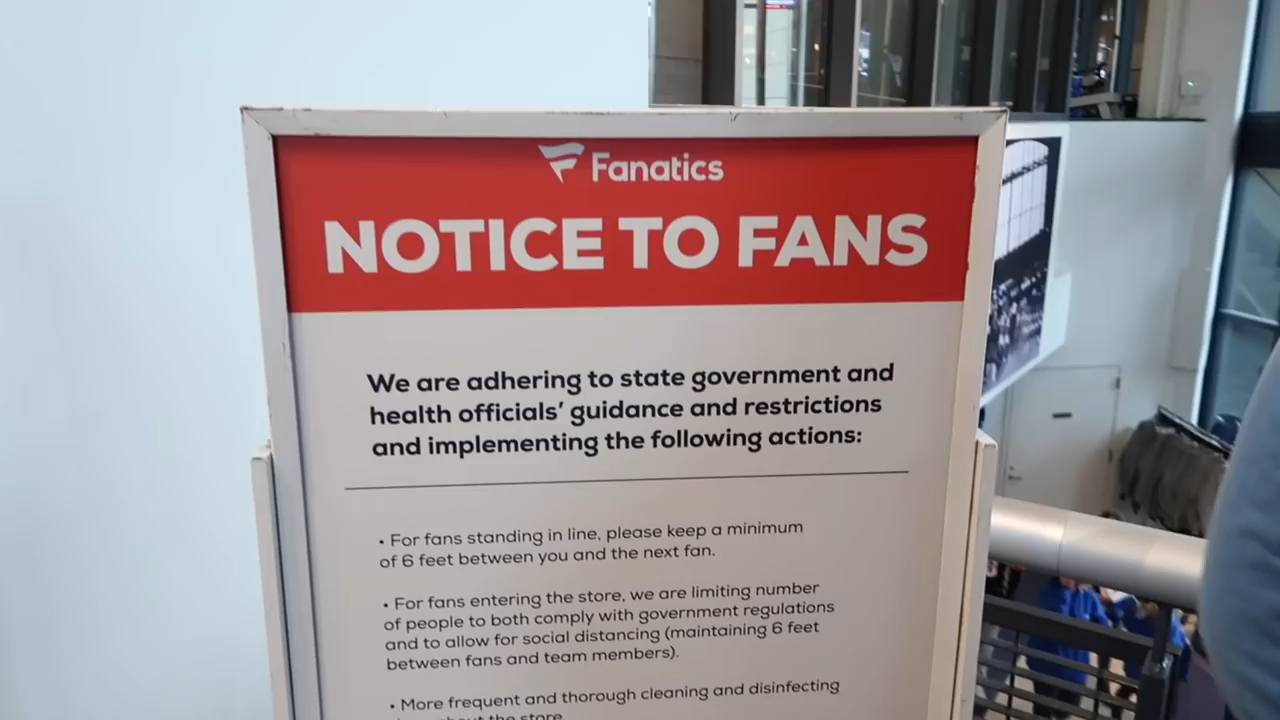 Fanatics
NOTICE TO FANS
We are adhering to state government and
health officials' guidance and restrictions
and implementing the following actions:
• For fans standing in line, please keep a minimum
of 6 feet between you and the next fan.
• For fans entering the store, we are limiting number
of people to both comply with government regulations
and to allow for social distancing (maintaining 6 feet
between fans and team members).
• More frequent and thorough cleaning and disinfecting
the store